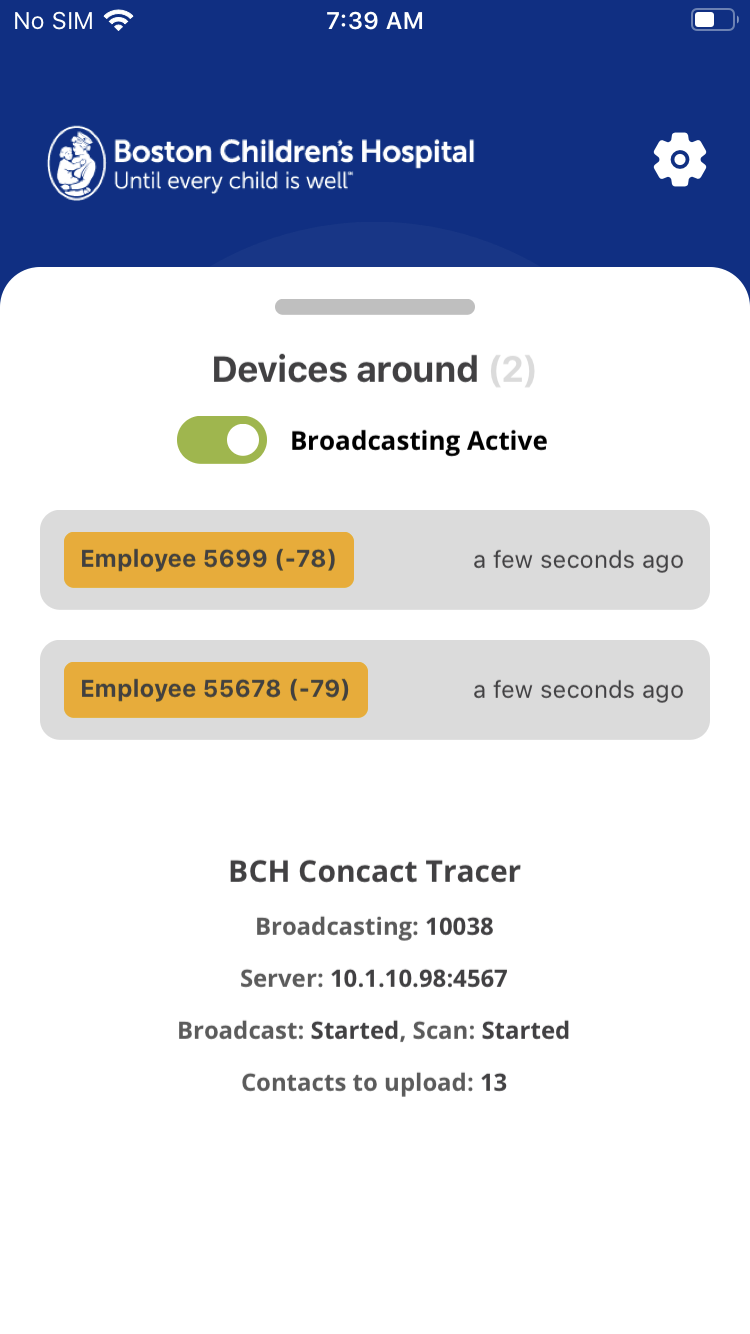 No SIM 7:39 AM
Boston Children's Hospital
Until every child is well™
Devices around (2)
Broadcasting Active
Employee 5699 (-78) a few seconds ago
Employee 55678 (-79) a few seconds ago
BCH Concact Tracer
Broadcasting: 10038
Server: 10.1.10.98:4567
Broadcast: Started, Scan: Started
Contacts to upload: 13